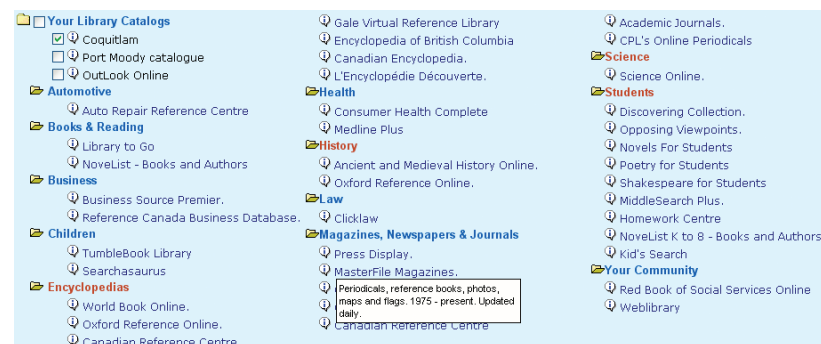 Your Library Catalogs
Coquitlam
Port Moody catalogue
OutLook Online
Automotive
Auto Repair Reference Centre
Books & Reading
Library to Go
NoveList - Books and Authors
Business
Business Source Premier.
Reference Canada Business Database.
Children
TumbleBook Library
Searchasaurus
Encyclopedias
World Book Online.
Oxford Reference Online.
Canadian Reference Centre
Gale Virtual Reference Library
Encyclopedia of British Columbia
Canadian Encyclopedia.
L'Encyclopédie Découverte.
Health
Consumer Health Complete
Medline Plus
History
Ancient and Medieval History Online.
Oxford Reference Online.
Law
Clicklaw
Magazines, Newspapers & Journals
Press Display.
MasterFile Magazines.
Periodicals, reference books, photos,
maps and flags. 1975 - present. Updated
daily.
Canadian Reference Centre
Academic Journals.
CPL's Online Periodicals
Science
Science Online.
Students
Discovering Collection.
Opposing Viewpoints.
Novels For Students
Poetry for Students
Shakespeare for Students
MiddleSearch Plus.
Homework Centre
NoveList K to 8 - Books and Authors
Kid's Search
Your Community
Red Book of Social Services Online
Weblibrary